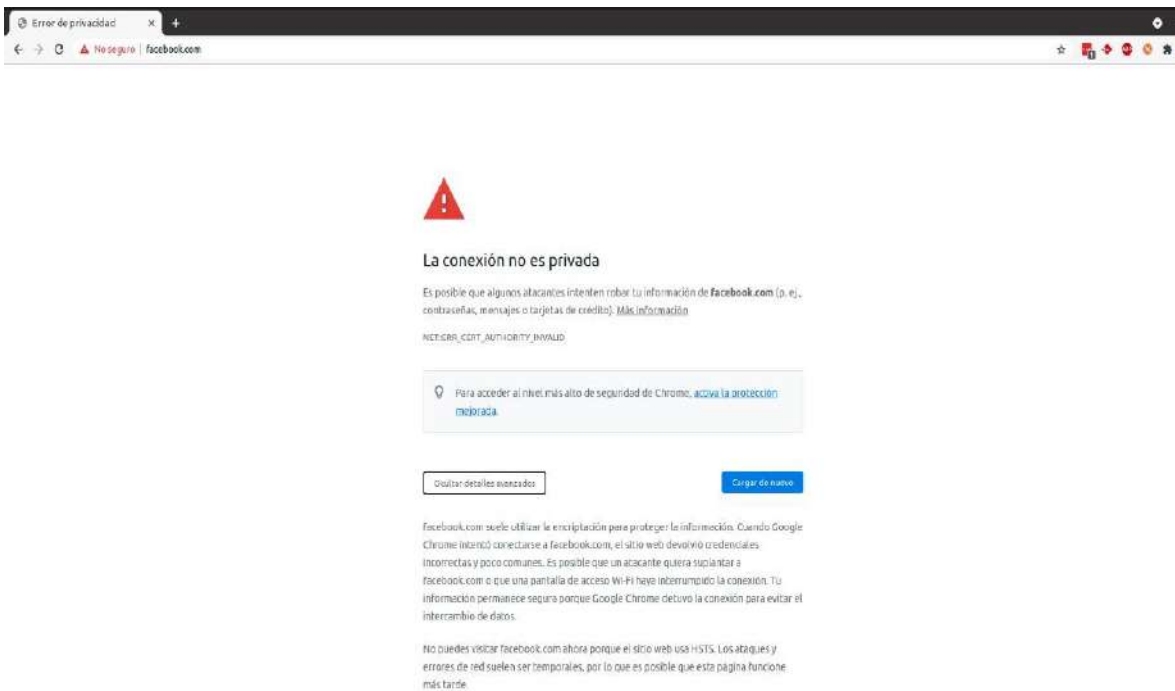 Error de privacidad
No seguro | facebook.com
La conexión no es privada
Es posible que algunos atacantes intenten robar tu información de facebook.com (p. ej.,
contraseñas, mensajes o tarjetas de crédito). Más información
NET::ERR_CERT_AUTHORITY_INVALID
Para acceder al nivel más alto de seguridad de Chrome, activa la protección
mejorada.
Ocultar detalles avanzados
Cargar de nuevo
Facebook.com suele utilizar la encriptación para proteger la información. Cuando Google
Chrome intentó conectarse a facebook.com, el sitio web devolvió credenciales
incorrectas y poco comunes. Es posible que un atacante quiera suplantar a
facebook.com o que una pantalla de acceso Wi-Fi haya interrumpido la conexión. Tu
información permanece segura porque Google Chrome detuvo la conexión para evitar el
intercambio de datos.
No puedes visitar facebook.com ahora porque el sitio web usa HSTS. Los ataques y
errores de red suelen ser temporales, por lo que es posible que esta página funcione
más tarde.